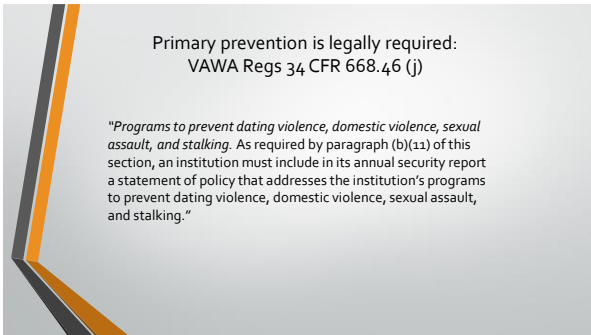 Primary prevention is legally required:
VAWA Regs 34 CFR 668.46 (j)
“Programs to prevent dating violence, domestic violence, sexual
assault, and stalking. As required by paragraph (b)(11) of this
section, an institution must include in its annual security report
a statement of policy that addresses the institution’s programs
to prevent dating violence, domestic violence, sexual assault,
and stalking.”